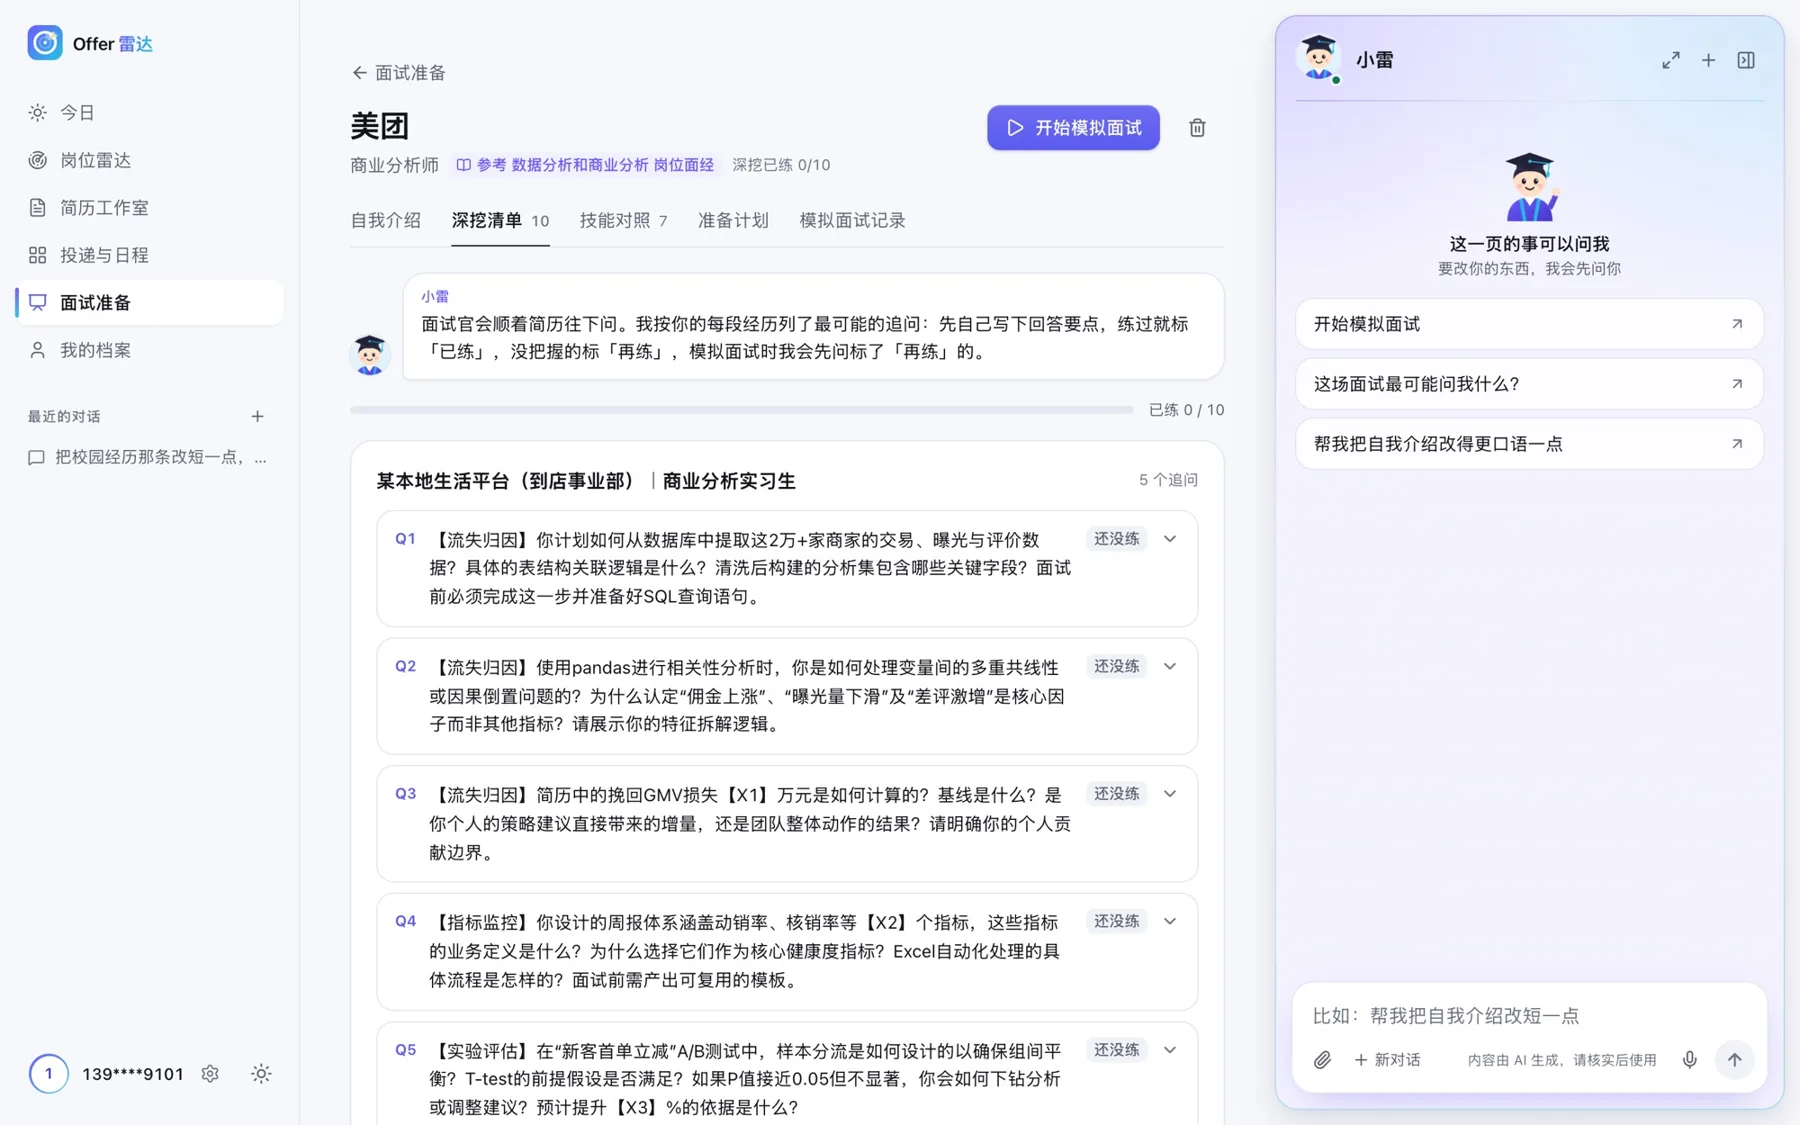 Offer 雷达
今日
岗位雷达
简历工作室
投递与日程
面试准备
我的档案
最近的对话
把校园经历那条改短一点，...
1
139****9101
面试准备
美团
开始模拟面试
商业分析师
参考 数据分析和商业分析 岗位面经
深挖已练 0/10
自我介绍
深挖清单 10
技能对照 7
准备计划
模拟面试记录
小雷
面试官会顺着简历往下问。我按你的每段经历列了最可能的追问：先自己写下回答要点，练过就标
「已练」，没把握的标「再练」，模拟面试时我会先问标了「再练」的。
已练 0 / 10
某本地生活平台（到店事业部）｜商业分析实习生
5 个追问
Q1
【流失归因】你计划如何从数据库中提取这2万+家商家的交易、曝光与评价数
据？具体的表结构关联逻辑是什么？清洗后构建的分析集包含哪些关键字段？面试
前必须完成这一步并准备好SQL查询语句。
还没练
Q2
【流失归因】使用pandas进行相关性分析时，你是如何处理变量间的多重共线性
或因果倒置问题的？为什么认定“佣金上涨”、“曝光量下滑”及“差评激增”是核心因
子而非其他指标？请展示你的特征拆解逻辑。
还没练
Q3
【流失归因】简历中的挽回GMV损失【X1】万元是如何计算的？基线是什么？是
你个人的策略建议直接带来的增量，还是团队整体动作的结果？请明确你的个人贡
献边界。
还没练
Q4
【指标监控】你设计的周报体系涵盖动销率、核销率等【X2】个指标，这些指标
的业务定义是什么？为什么选择它们作为核心健康度指标？Excel自动化处理的具
体流程是怎样的？面试前需产出可复用的模板。
还没练
Q5
【实验评估】在“新客首单立减”A/B测试中，样本分流是如何设计的以确保组间平
衡？T-test的前提假设是否满足？如果P值接近0.05但不显著，你会如何下钻分析
或调整建议？预计提升【X3】%的依据是什么？
还没练
小雷
这一页的事可以问我
要改你的东西，我会先问你
开始模拟面试
这场面试最可能问我什么？
帮我把自我介绍改得更口语一点
比如：帮我把自我介绍改短一点
新对话
内容由 AI 生成，请核实后使用